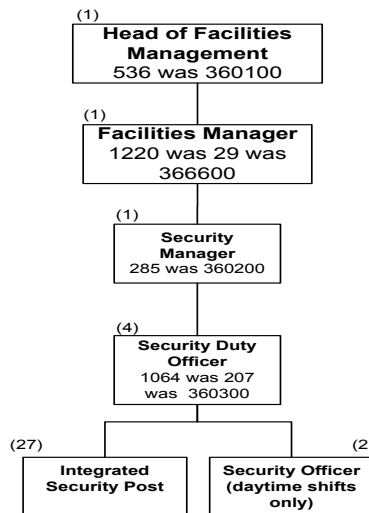 (1)
Head of Facilities
Management
536 was 360100
(1)
Facilities Manager
1220 was 29 was
366600
(1)
Security
Manager
285 was 360200
(4)
Security Duty
Officer
1064 was 207
was 360300
(27)
Integrated
Security Post
(2
Security Officer
(daytime shifts
only)